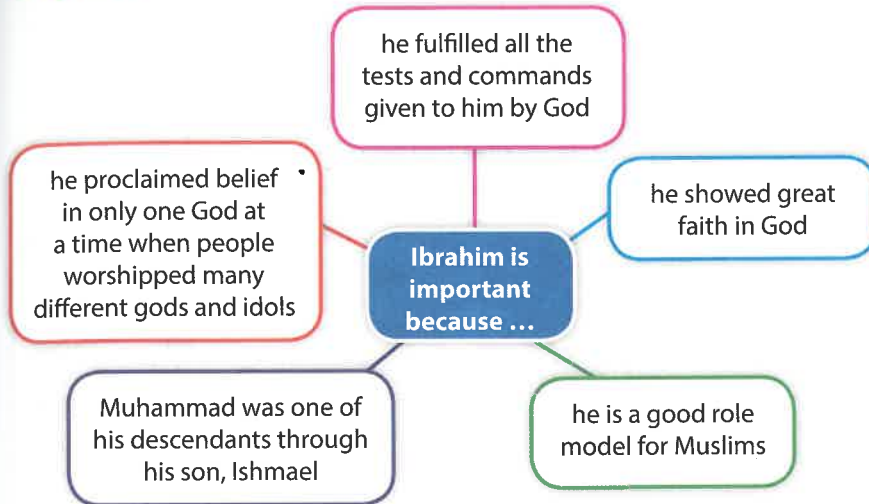 he fulfilled all the
tests and commands
given to him by God
he proclaimed belief
in only one God at
a time when people
worshipped many
different gods and idols
he showed great
faith in God
Ibrahim is
important
because ...
Muhammad was one of
his descendants through
his son, Ishmael
he is a good role
model for Muslims